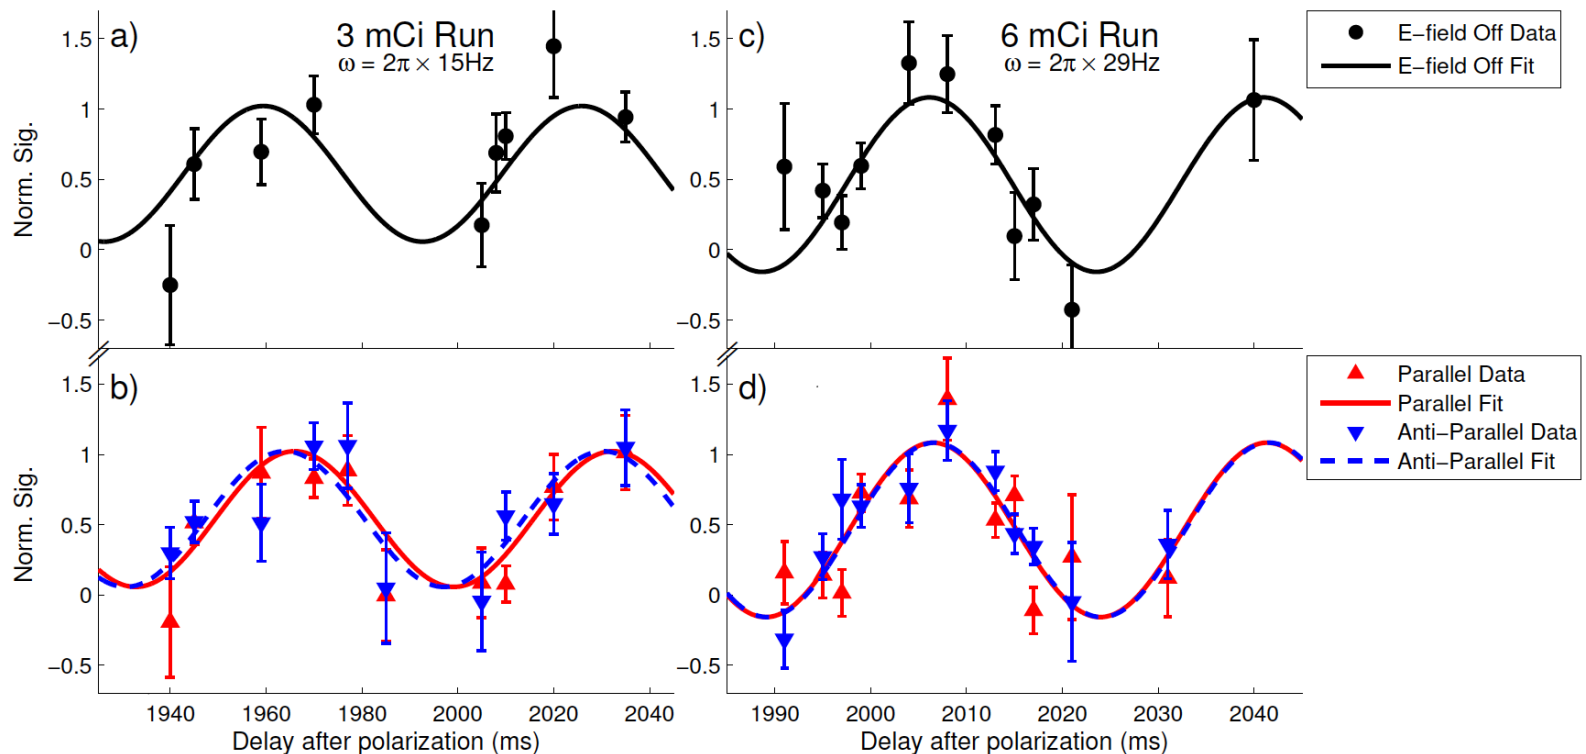 a)
3 mCi Run
ω = 2π × 15Hz
c)
6 mCi Run
ω = 2π × 29Hz
E−field Off Data
E−field Off Fit
Norm. Sig.
1.5
1
0.5
0
−0.5
1.5
1
0.5
0
−0.5
b)
d)
Parallel Data
Parallel Fit
Anti−Parallel Data
Anti−Parallel Fit
Norm. Sig.
1.5
1
0.5
0
−0.5
1.5
1
0.5
0
−0.5
1940 1960 1980 2000 2020 2040
1990 2000 2010 2020 2030 2040
Delay after polarization (ms)
Delay after polarization (ms)